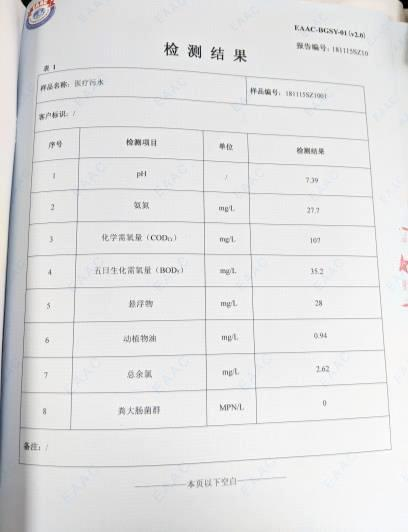 EAAC
EAAC-BGSY-01(v2.0)
检测结果
报告编号：181115SZ10
表 1
样品名称：医疗污水 样品编号：181115SZ1001
客户标识：/
序号 检测项目 单位 检测结果
1 pH / 7.39
2 氨氮 mg/L 27.7
3 化学需氧量（CODCr） mg/L 107
4 五日生化需氧量（BOD5） mg/L 35.2
5 悬浮物 mg/L 28
6 动植物油 mg/L 0.94
7 总余氯 mg/L 2.62
8 粪大肠菌群 MPN/L 0
备注：/
本页以下空白